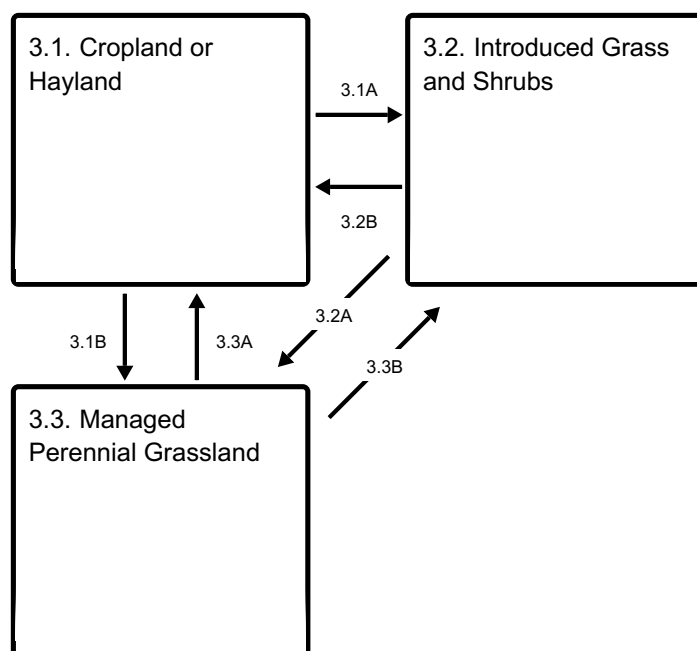 3.1. Cropland or
Hayland
3.2. Introduced Grass
and Shrubs
3.1A
3.2B
3.2A
3.1B
3.3A
3.3B
3.3. Managed
Perennial Grassland